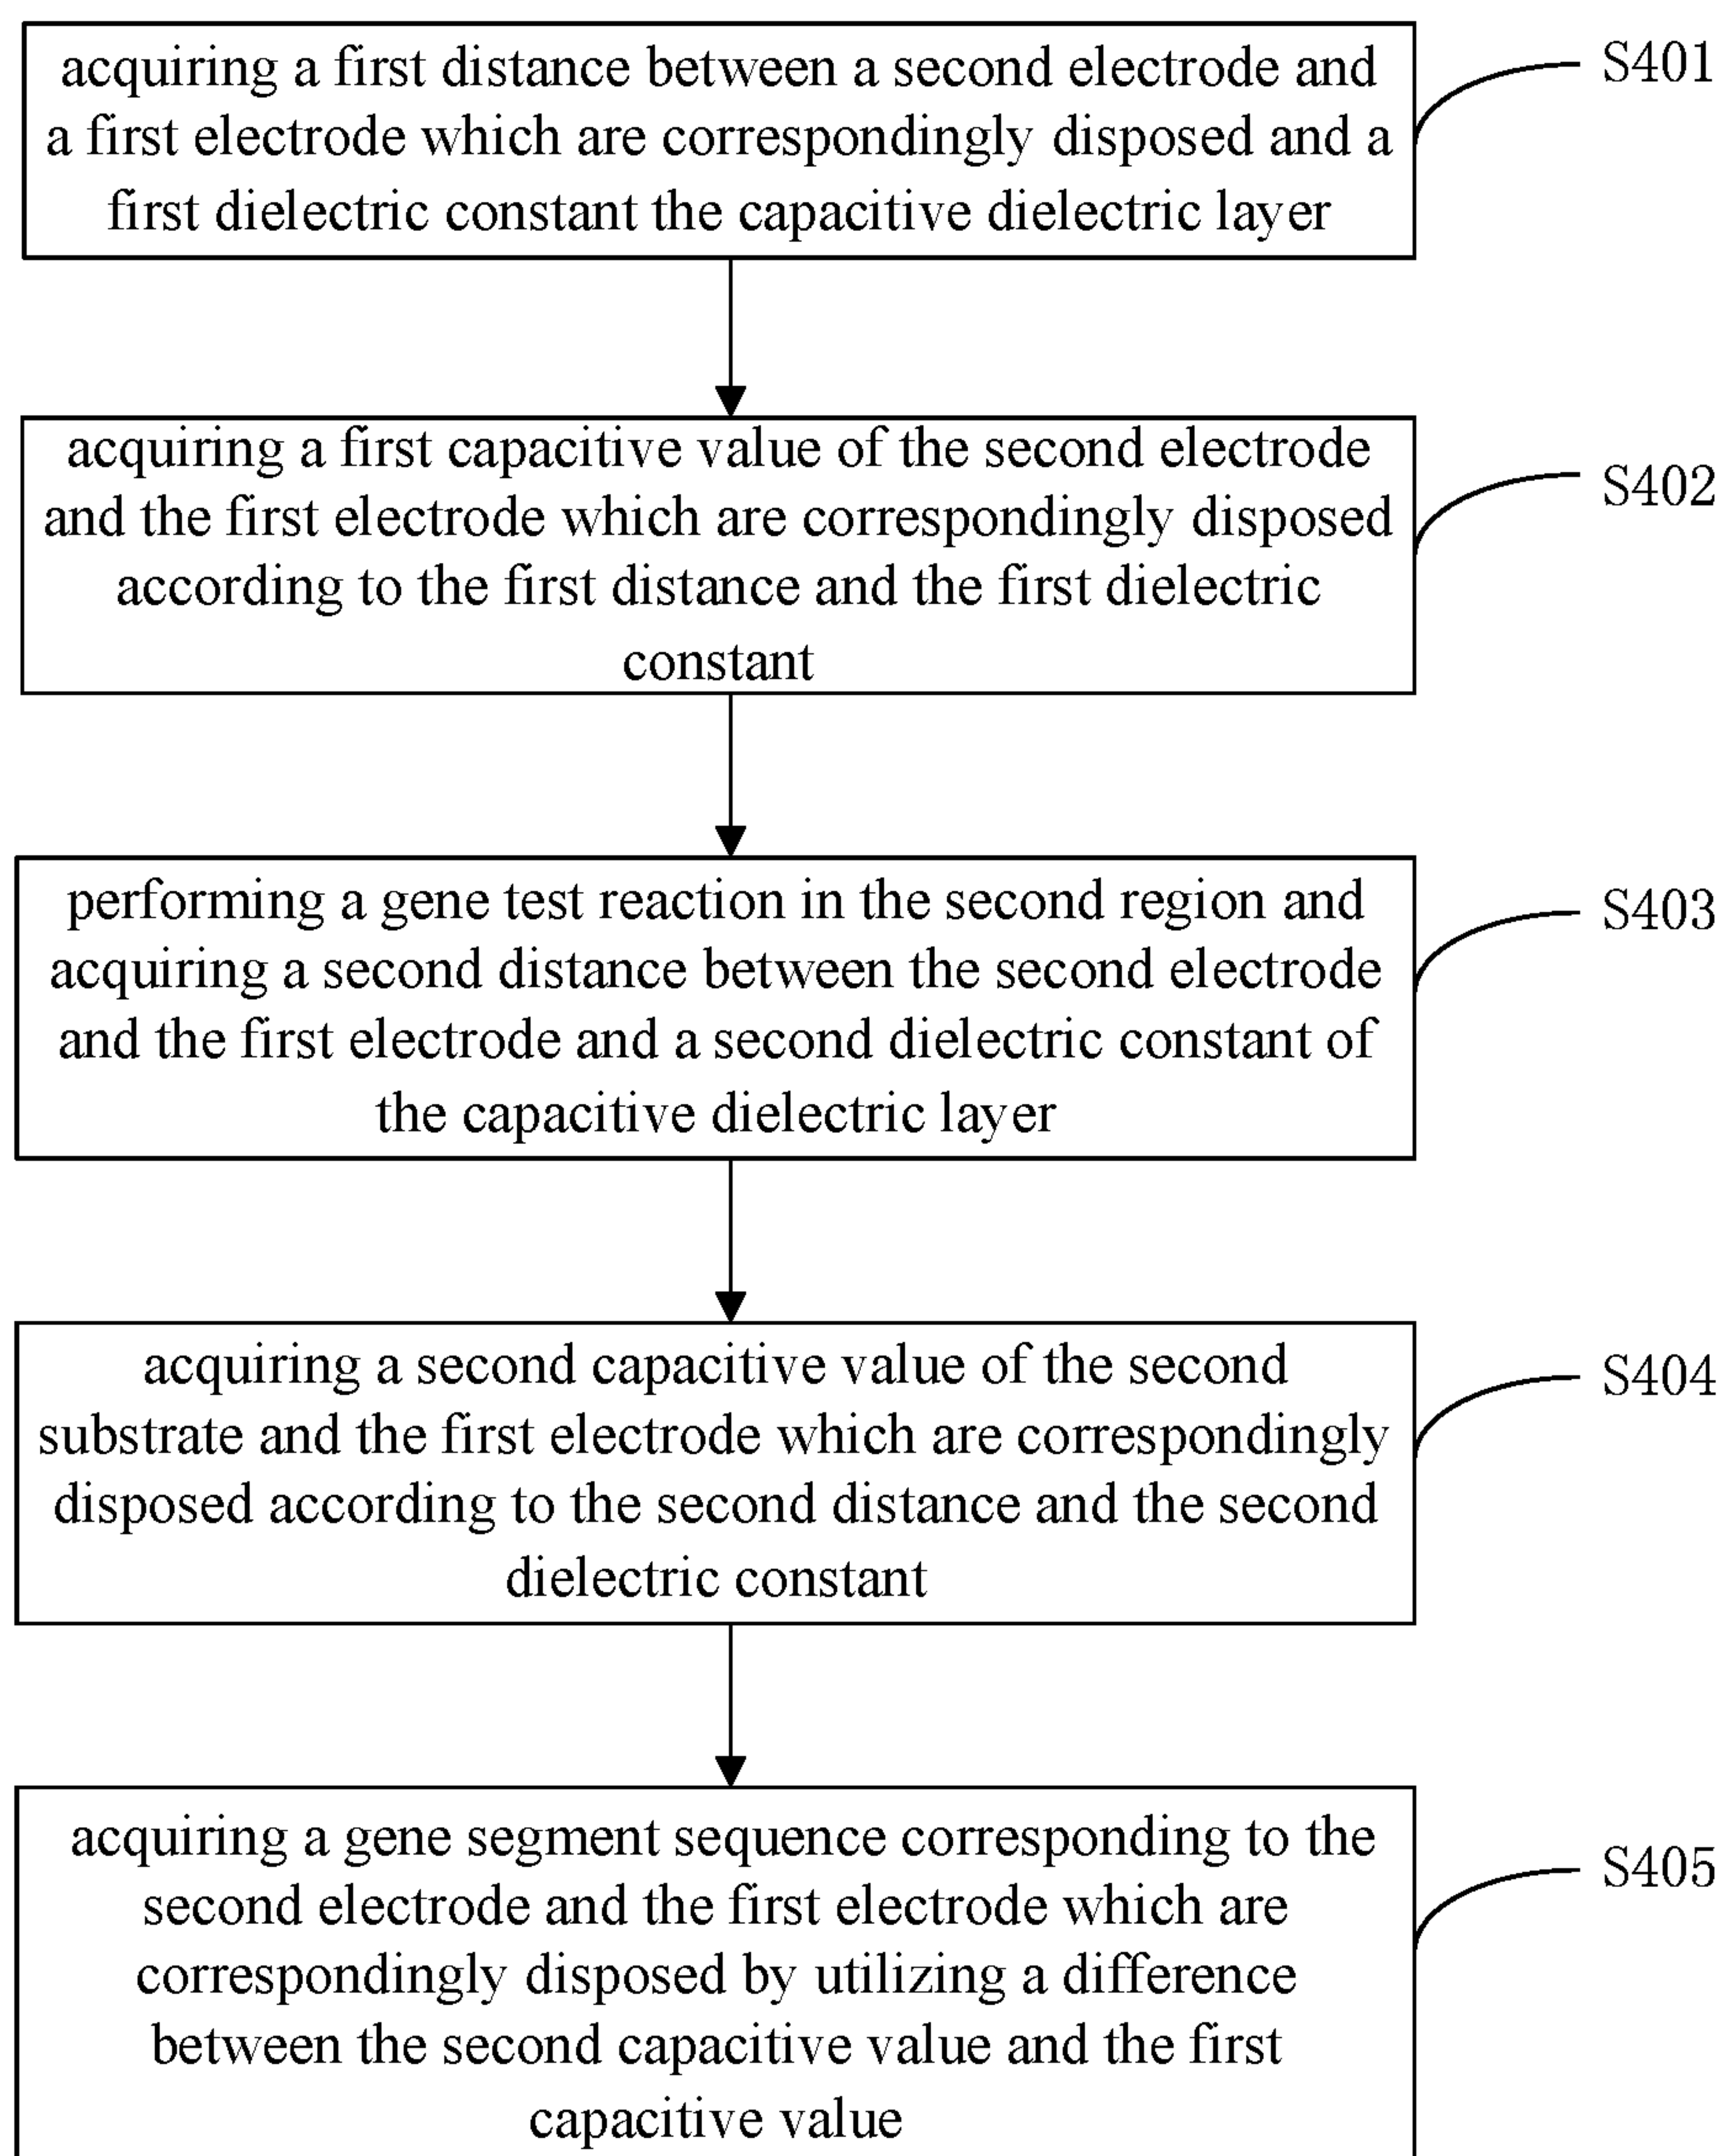 acquiring a first distance between a second electrode and
a first electrode which are correspondingly disposed and a
first dielectric constant the capacitive dielectric layer
S401
acquiring a first capacitive value of the second electrode
and the first electrode which are correspondingly disposed
according to the first distance and the first dielectric
constant
S402
performing a gene test reaction in the second region and
acquiring a second distance between the second electrode
and the first electrode and a second dielectric constant of
the capacitive dielectric layer
S403
acquiring a second capacitive value of the second
substrate and the first electrode which are correspondingly
disposed according to the second distance and the second
dielectric constant
S404
acquiring a gene segment sequence corresponding to the
second electrode and the first electrode which are
correspondingly disposed by utilizing a difference
between the second capacitive value and the first
capacitive value
S405